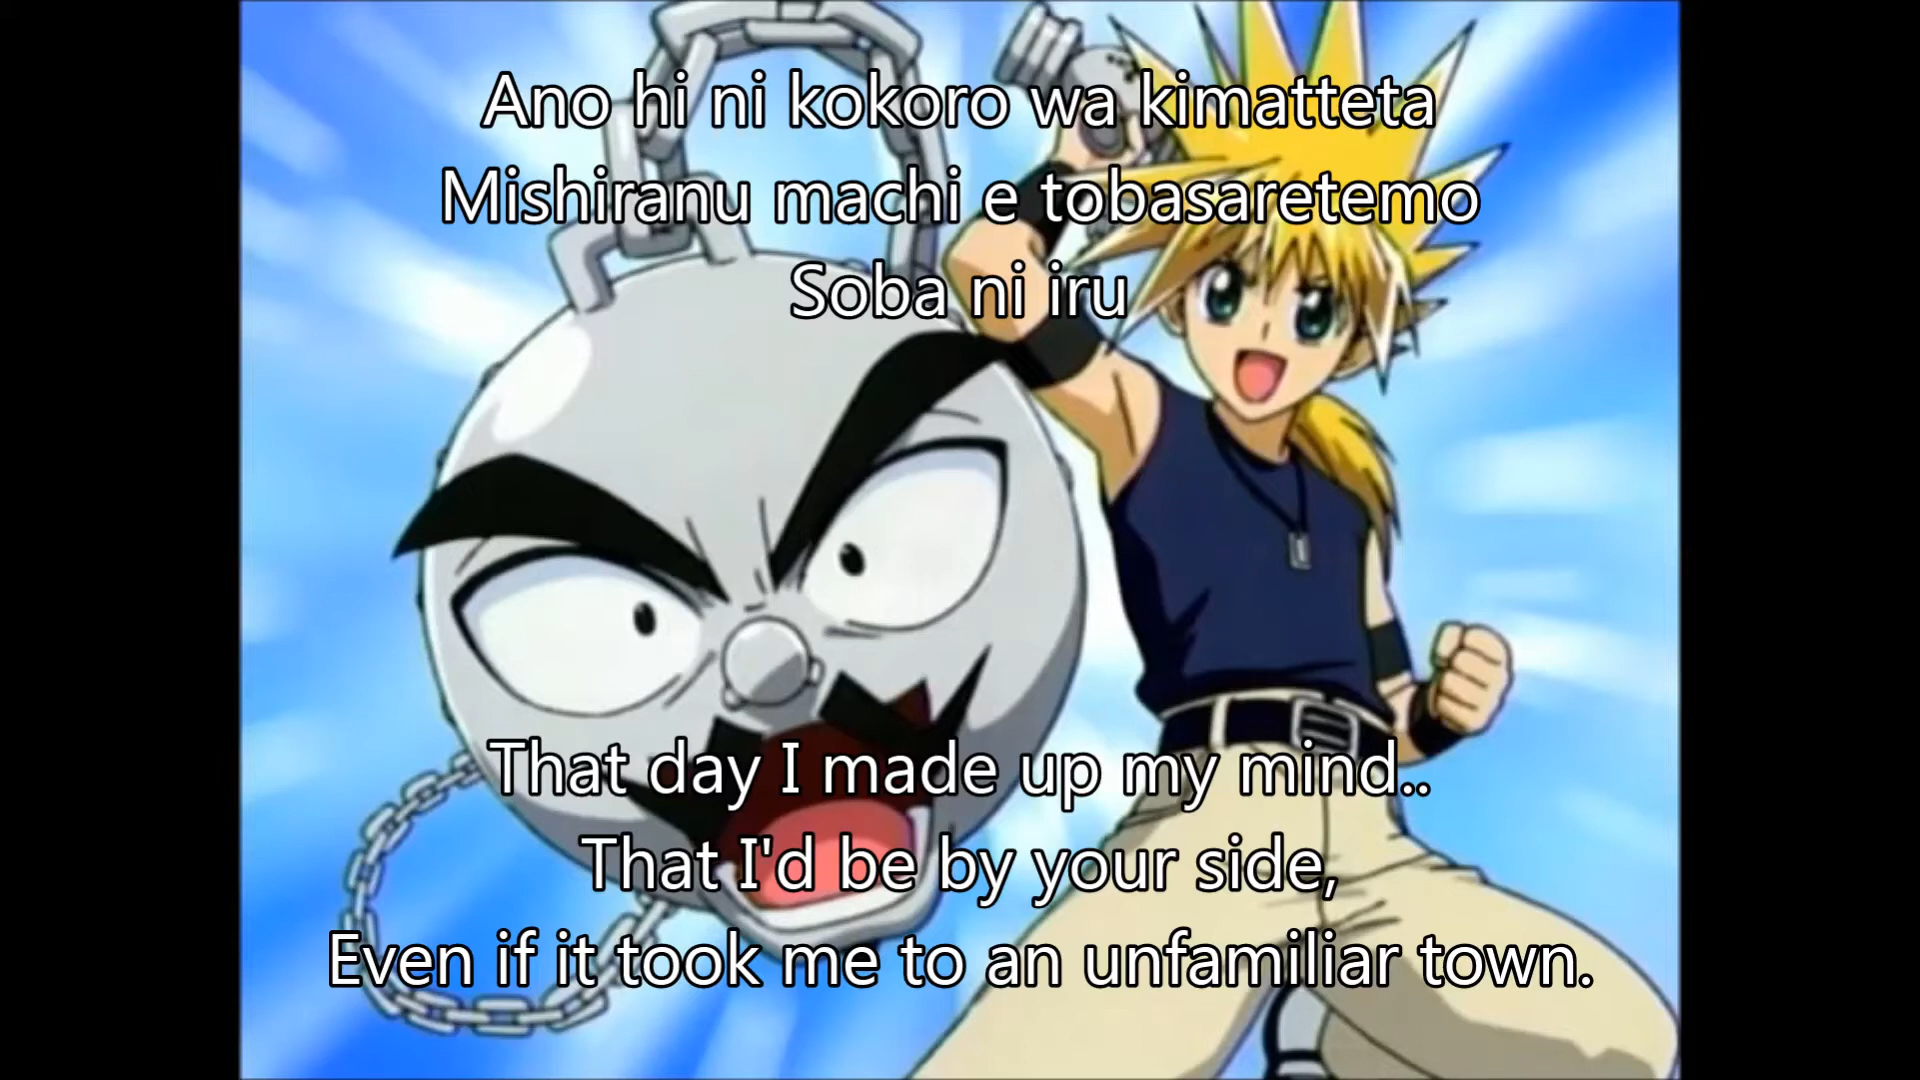 Ano hi ni kokoro wa kimatteta
Mishiranu machi e tobasaretemo
Soba ni iru
That day I made up my mind..
That I'd be by your side,
Even if it took me to an unfamiliar town.